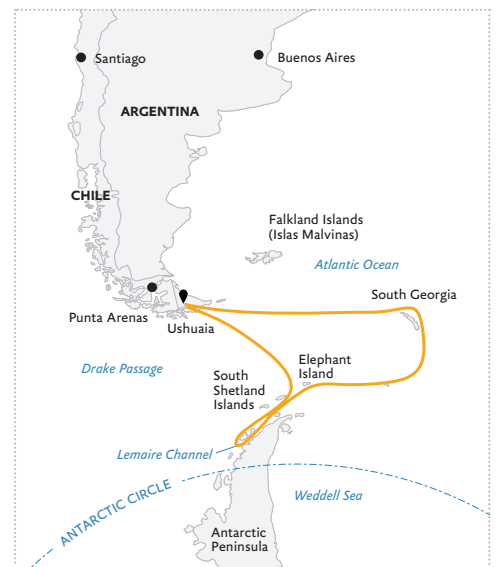 Santiago
Buenos Aires
ARGENTINA
CHILE
Falkland Islands
(Islas Malvinas)
Atlantic Ocean
South Georgia
Punta Arenas
Ushuaia
Drake Passage
Elephant
Island
South
Shetland
Islands
Lemaire Channel
ANTARCTIC CIRCLE
Weddell Sea
Antarctic
Peninsula